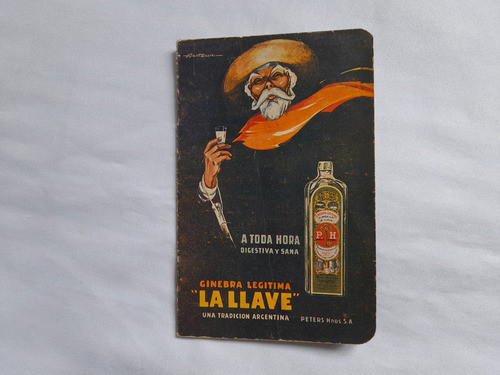 A TODA HORA
DIGESTIVA Y SANA
P H
GINEBRA LEGITIMA
"LA LLAVE"
UNA TRADICION ARGENTINA
PETERS HNOS S.A